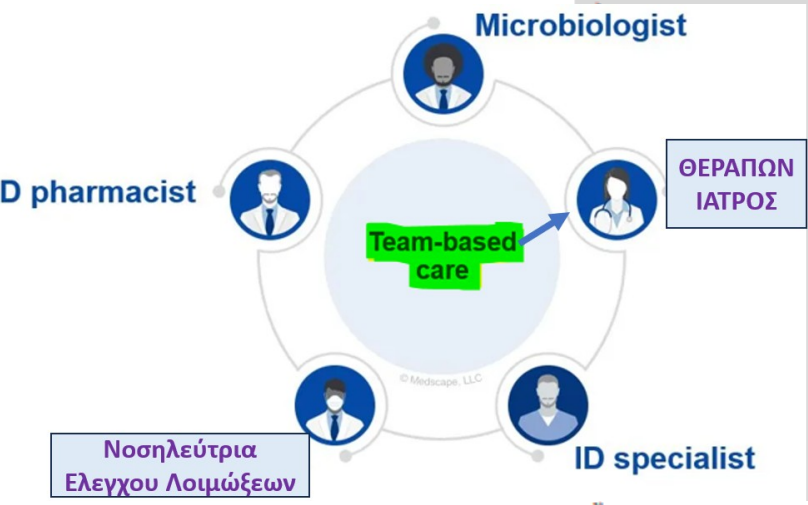 Microbiologist
ΘΕΡΑΠΩΝ
ΙΑΤΡΟΣ
D pharmacist
Team-based
care
© Medscape, LLC
Νοσηλεύτρια
Ελεγχου Λοιμώξεων
ID specialist